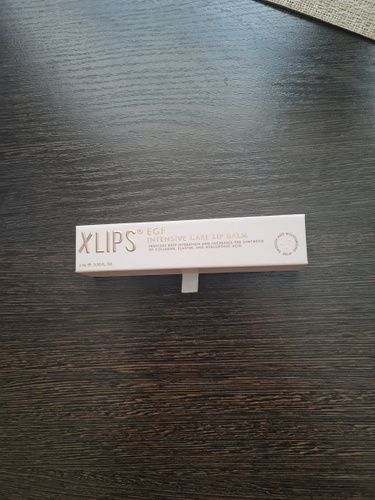 XLIPS
EGF
INTENSIVE CARE LIP BALM
PROVIDES DEEP HYDRATION AND INCREASES THE SYNTHESIS
OF COLLAGEN, ELASTIN, AND HYALURONIC ACID